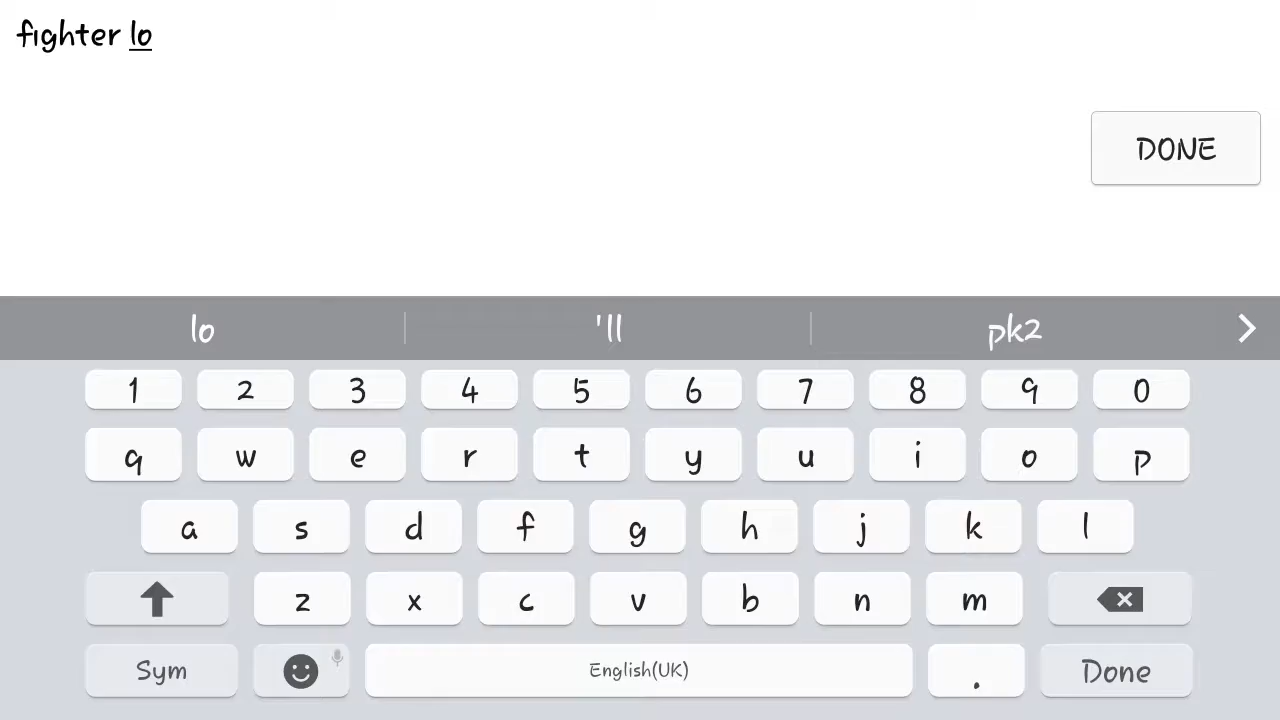 fighter lo
DONE
lo 'll pk2
1 2 3 4 5 6 7 8 9 0
q w e r t y u i o p
a s d f g h j k l
z x c v b n m
Sym English(UK) . Done